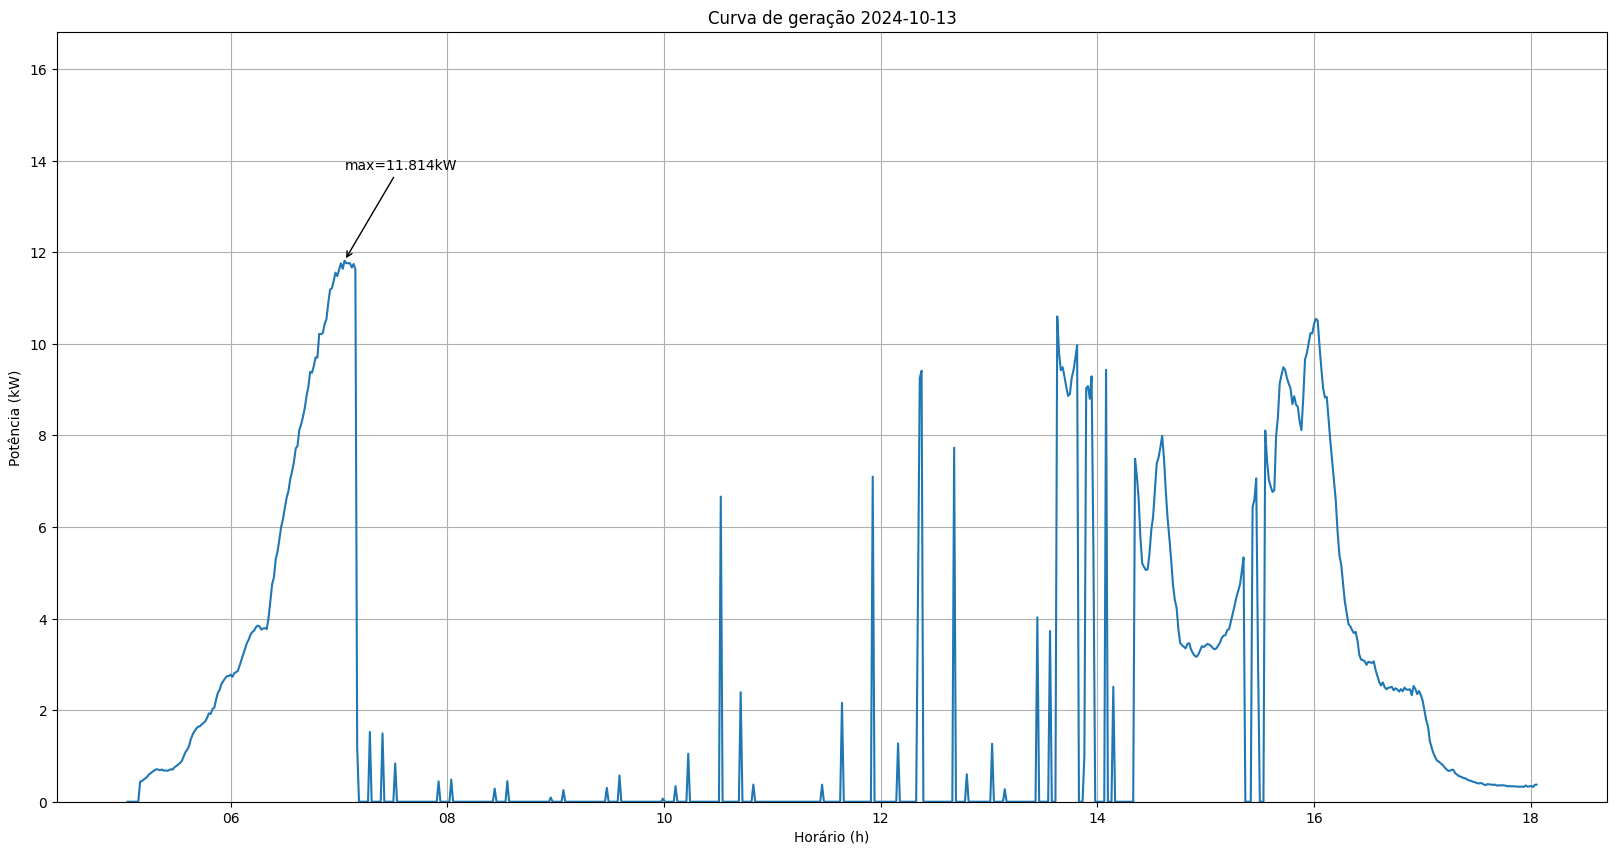 Curva de geração 2024-10-13
max=11.814kW
Potência (kW)
16
14
12
10
8
6
4
2
0
06 08 10 12 14 16 18
Horário (h)